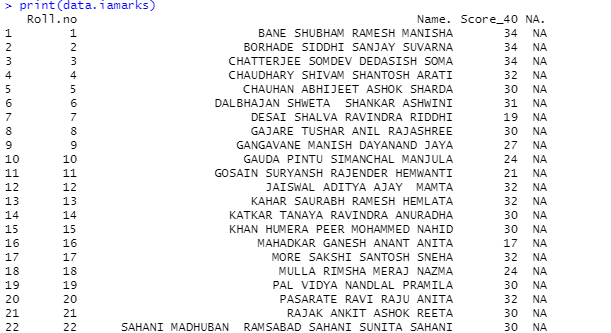 > print(data.iamarks)
Roll.no Name. Score_40 NA.
1 1 BANE SHUBHAM RAMESH MANISHA 34 NA
2 2 BORHADE SIDDHI SANJAY SUVARNA 34 NA
3 3 CHATTERJEE SOMDEV DEDASISH SOMA 34 NA
4 4 CHAUDHARY SHIVAM SHANTOSH ARATI 32 NA
5 5 CHAUHAN ABHIJEET ASHOK SHARDA 30 NA
6 6 DALBHAJAN SHWETA  SHANKAR ASHWINI 31 NA
7 7 DESAI SHALVA RAVINDRA RIDDHI 19 NA
8 8 GAJARE TUSHAR ANIL RAJASHREE 30 NA
9 9 GANGAVANE MANISH DAYANAND JAYA 27 NA
10 10 GAUDA PINTU SIMANCHAL MANJULA 24 NA
11 11 GOSAIN SURYANSH RAJENDER HEMWANTI 21 NA
12 12 JAISWAL ADITYA AJAY  MAMTA 32 NA
13 13 KAHAR SAURABH RAMESH HEMLATA 32 NA
14 14 KATKAR TANAYA RAVINDRA ANURADHA 30 NA
15 15 KHAN HUMERA PEER MOHAMMED NAHID 30 NA
16 16 MAHADKAR GANESH ANANT ANITA 17 NA
17 17 MORE SAKSHI SANTOSH SNEHA 32 NA
18 18 MULLA RIMSHA MERAJ NAZMA 24 NA
19 19 PAL VIDYA NANDLAL PRAMILA 30 NA
20 20 PASARATE RAVI RAJU ANITA 32 NA
21 21 RAJAK ANKIT ASHOK REETA 30 NA
22 22 SAHANI MADHUBAN  RAMSABAD SAHANI SUNITA SAHANI 30 NA